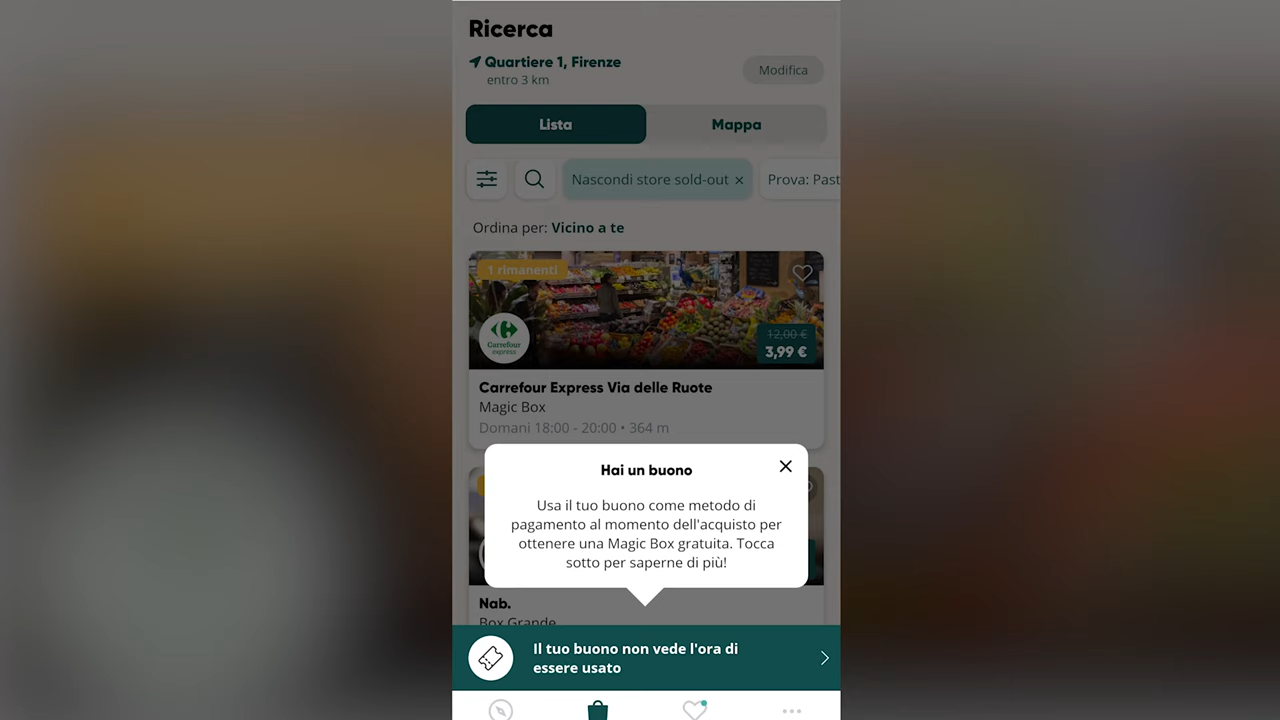 Ricerca
Quartiere 1, Firenze
entro 3 km
Modifica
Lista
Mappa
Nascondi store sold-out ×
Prova: Past
Ordina per: Vicino a te
1 rimanenti
Carrefour
express
12,00 €
3,99 €
Carrefour Express Via delle Ruote
Magic Box
Domani 18:00 - 20:00 • 364 m
Hai un buono
Usa il tuo buono come metodo di
pagamento al momento dell'acquisto per
ottenere una Magic Box gratuita. Tocca
sotto per saperne di più!
Nab.
Box Grande
Il tuo buono non vede l'ora di
essere usato